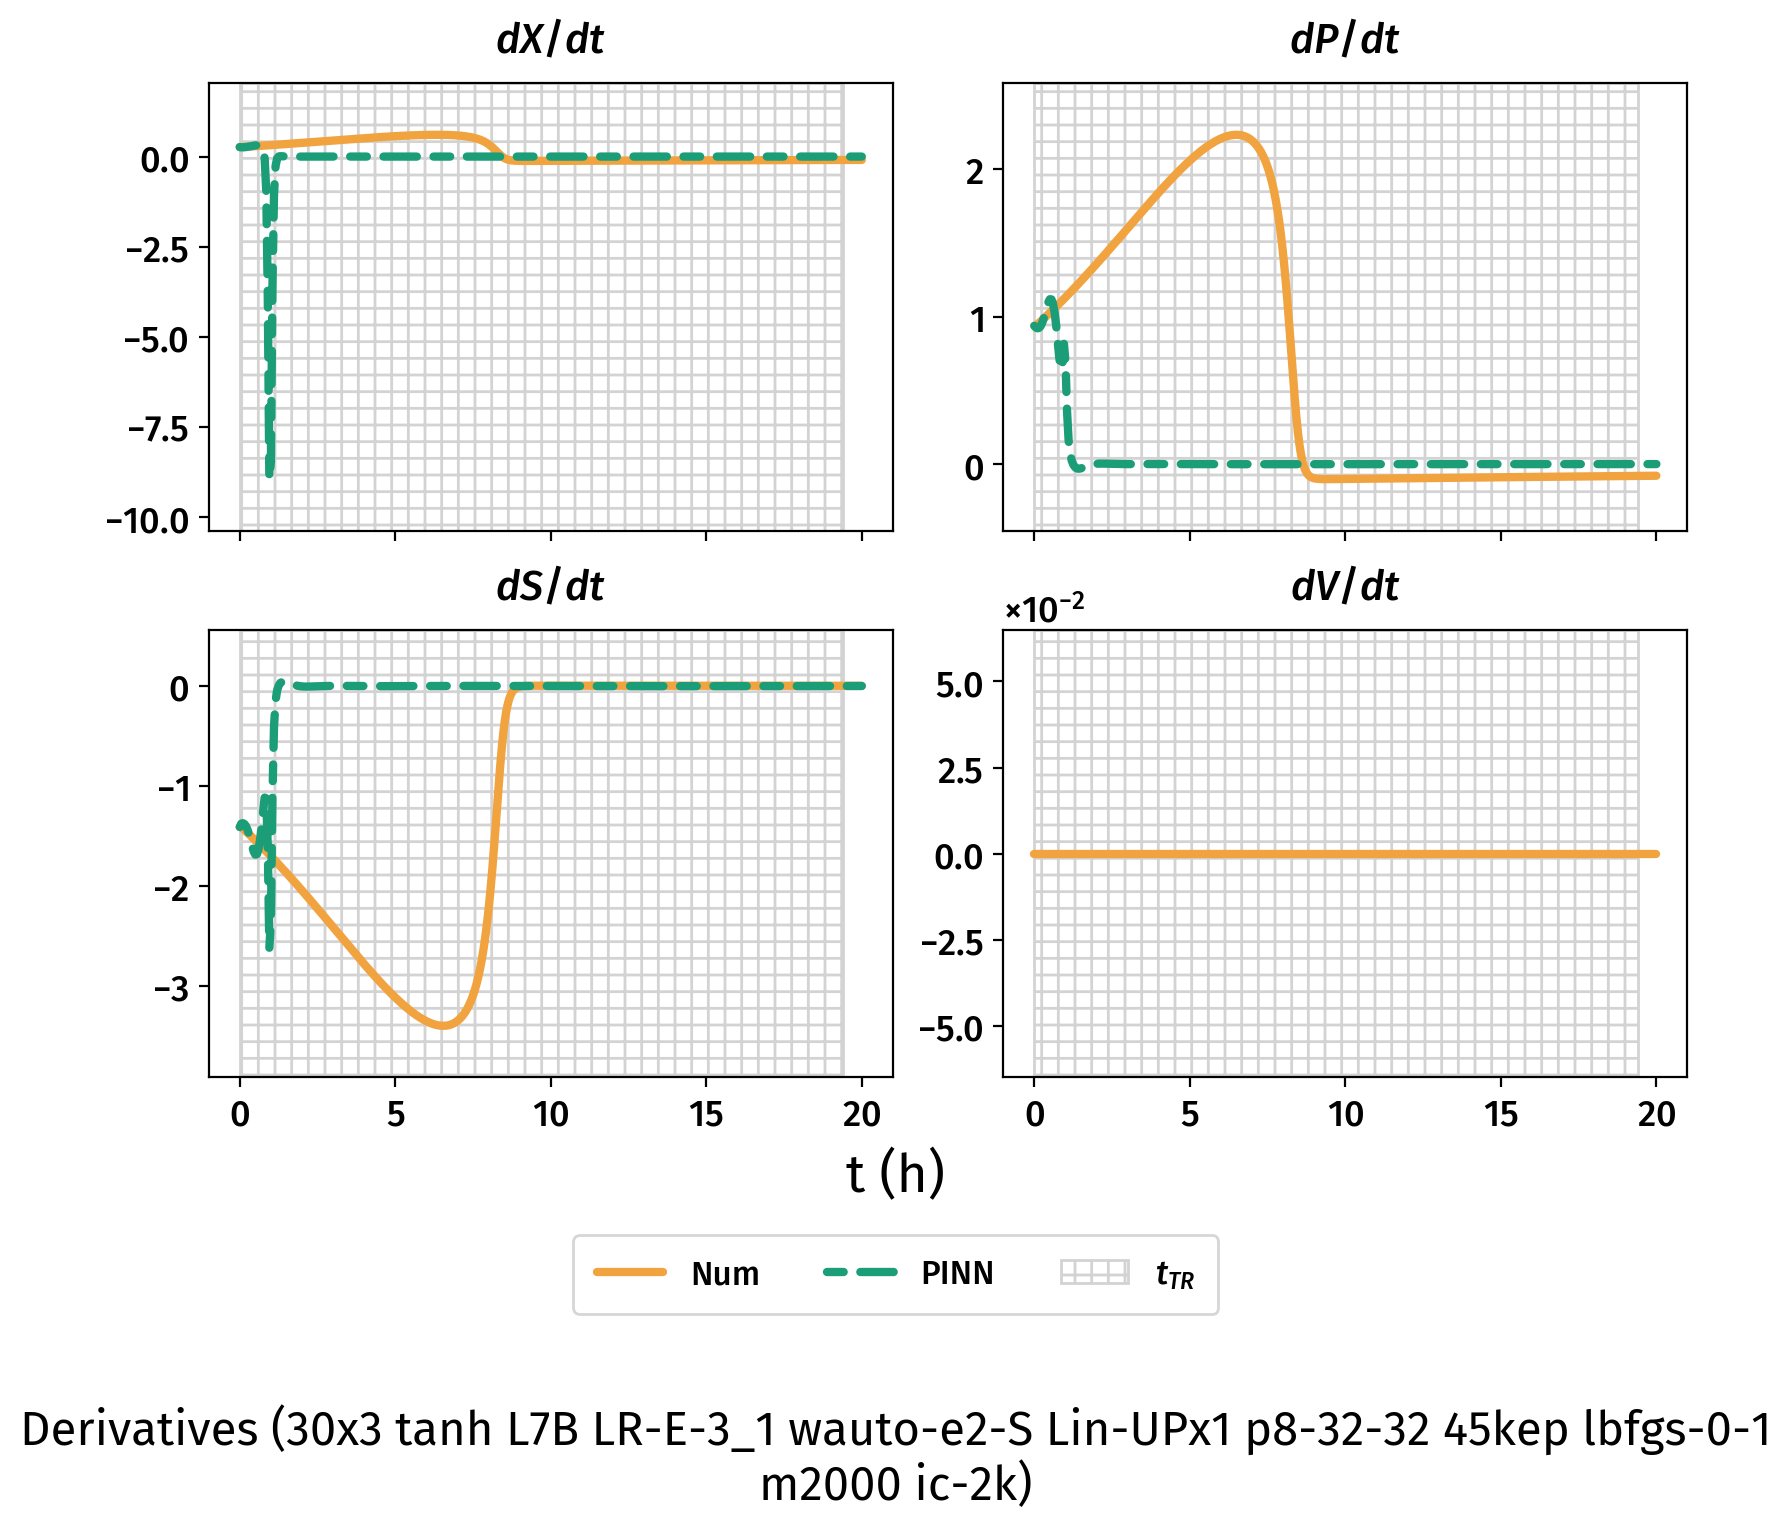 dX/dt
dP/dt
0.0
−2.5
−5.0
−7.5
−10.0
2
1
0
dS/dt
dV/dt
×10⁻²
0
−1
−2
−3
5.0
2.5
0.0
−2.5
−5.0
0 5 10 15 20
0 5 10 15 20
t (h)
Num PINN t_TR
Derivatives (30x3 tanh L7B LR-E-3_1 wauto-e2-S Lin-UPx1 p8-32-32 45kep lbfgs-0-1
m2000 ic-2k)